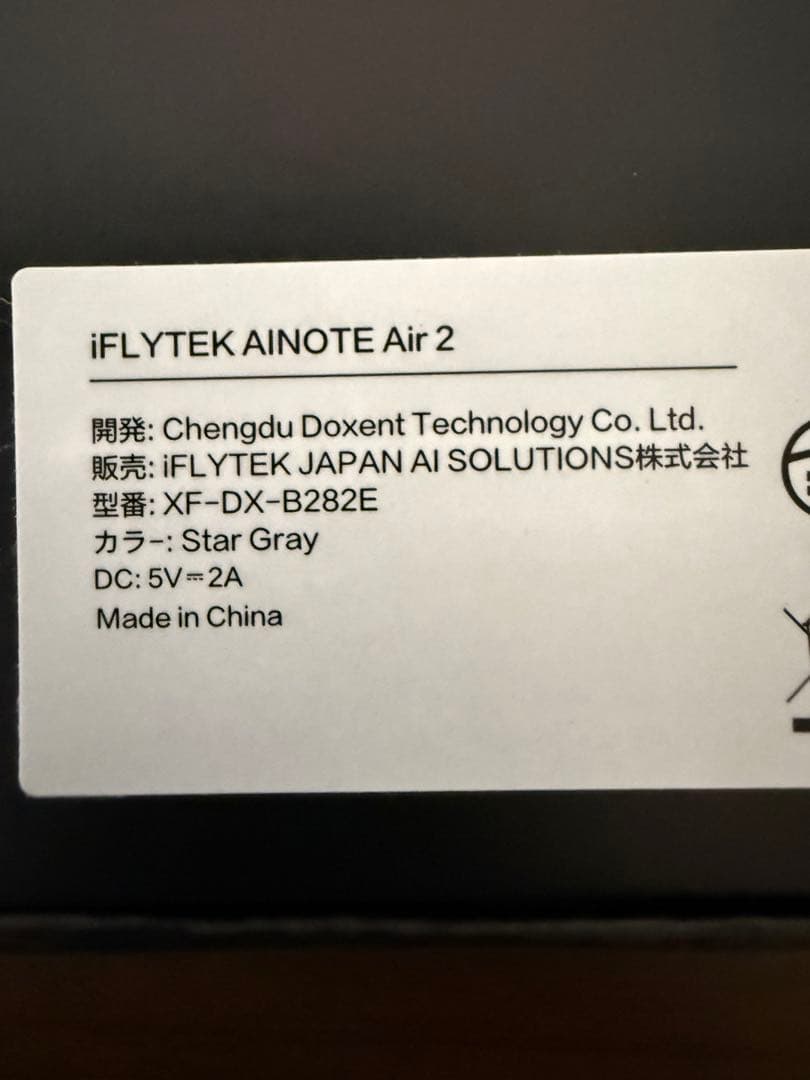 iFLYTEK AINOTE Air 2
開発: Chengdu Doxent Technology Co. Ltd.
販売: iFLYTEK JAPAN AI SOLUTIONS株式会社
型番: XF-DX-B282E
カラー: Star Gray
DC: 5V⎓2A
Made in China